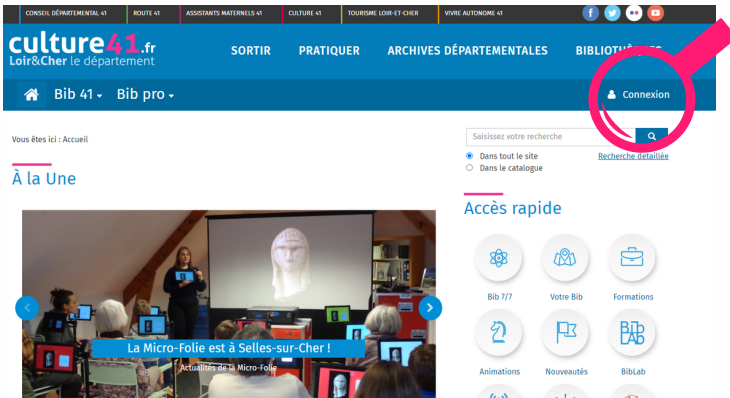 CONSEIL DÉPARTEMENTAL 41
ROUTE 41
ASSISTANTS MATERNELS 41
CULTURE 41
TOURISME LOIR-ET-CHER
VIVRE AUTONOME 41
culture41.fr
Loir&Cher le département
SORTIR
PRATIQUER
ARCHIVES DÉPARTEMENTALES
BIBLIOTHÈQUES
Bib 41
Bib pro
Connexion
Vous êtes ici : Accueil
Saisissez votre recherche
Dans tout le site
Recherche détaillée
Dans le catalogue
À la Une
Accès rapide
La Micro-Folie est à Selles-sur-Cher !
Actualités de la Micro-Folie
Bib 7/7
Votre Bib
Formations
BibLAB
Animations
Nouveautés
BibLab